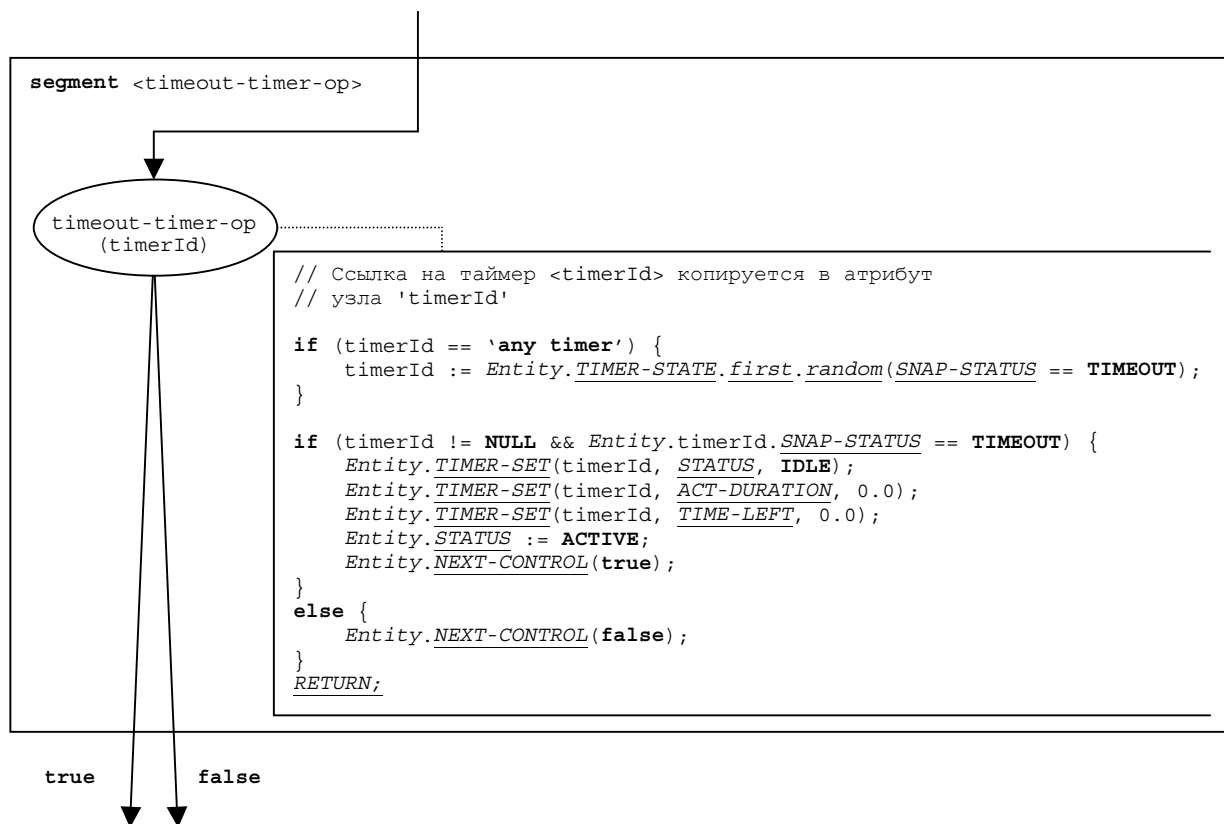 segment <timeout-timer-op>
timeout-timer-op
(timerId)
// Ссылка на таймер <timerId> копируется в атрибут
// узла 'timerId'
if (timerId == ‘any timer’) {
timerId := Entity.TIMER-STATE.first.random(SNAP-STATUS == TIMEOUT);
}
if (timerId != NULL && Entity.timerId.SNAP-STATUS == TIMEOUT) {
Entity.TIMER-SET(timerId, STATUS, IDLE);
Entity.TIMER-SET(timerId, ACT-DURATION, 0.0);
Entity.TIMER-SET(timerId, TIME-LEFT, 0.0);
Entity.STATUS := ACTIVE;
Entity.NEXT-CONTROL(true);
}
else {
Entity.NEXT-CONTROL(false);
}
RETURN;
true false